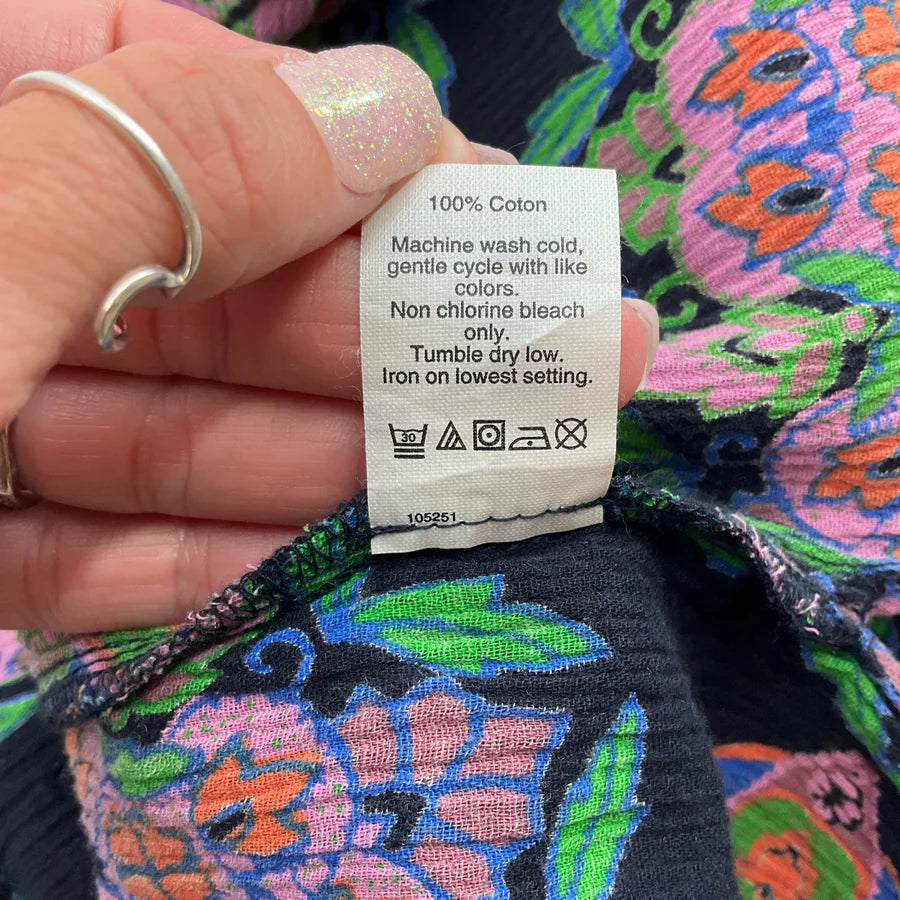 100% Coton
Machine wash cold,
gentle cycle with like
colors.
Non chlorine bleach
only.
Tumble dry low.
Iron on lowest setting.
30
105251